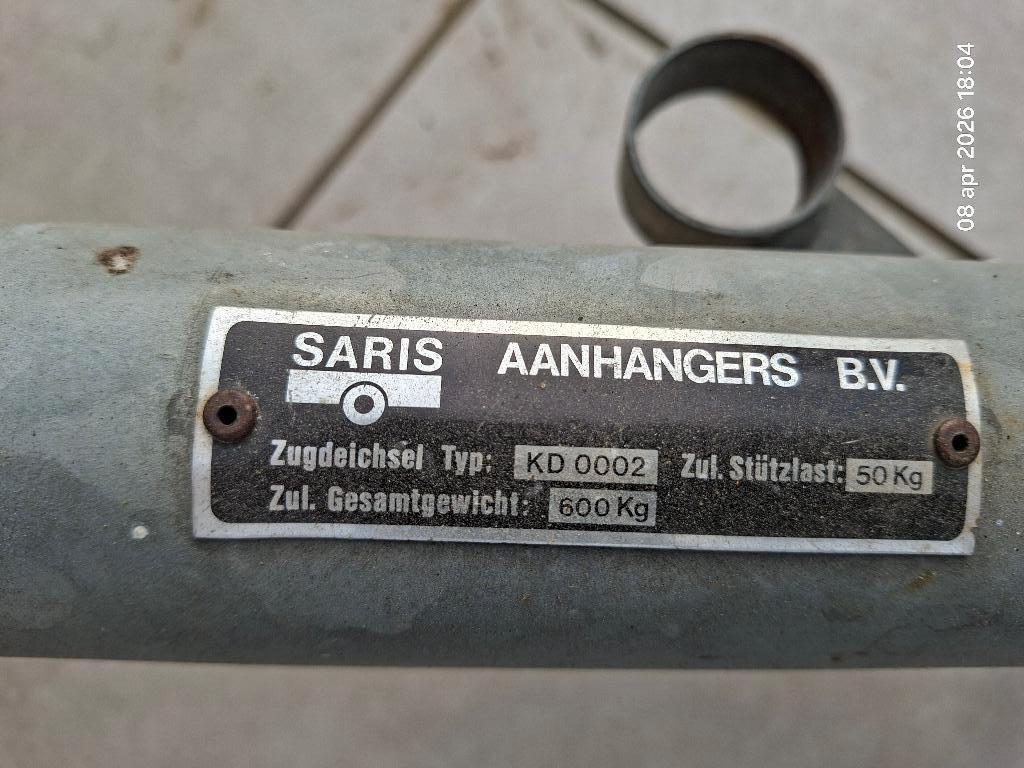 SARIS AANHANGERS B.V.
Zugdeichsel Typ: KD 0002 Zul. Stützlast: 50 Kg
Zul. Gesamtgewicht: 600 Kg
08 apr 2026 18:04